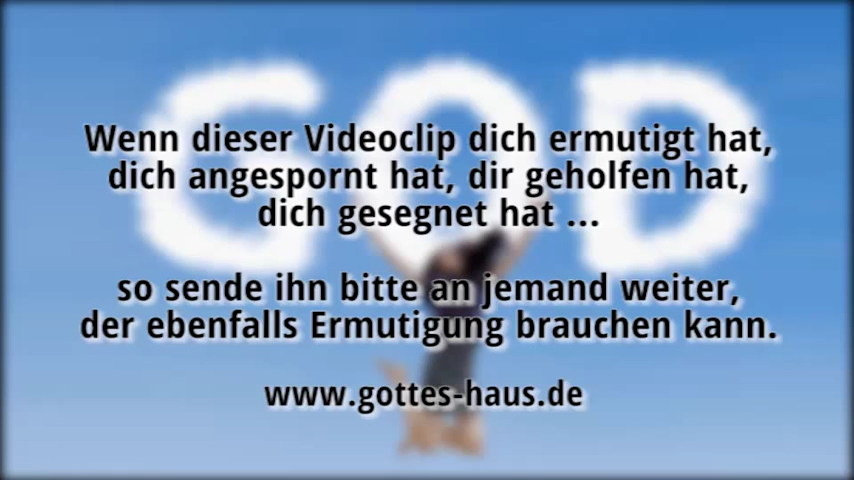 GOD
Wenn dieser Videoclip dich ermutigt hat,
dich angespornt hat, dir geholfen hat,
dich gesegnet hat ...
so sende ihn bitte an jemand weiter,
der ebenfalls Ermutigung brauchen kann.
www.gottes-haus.de